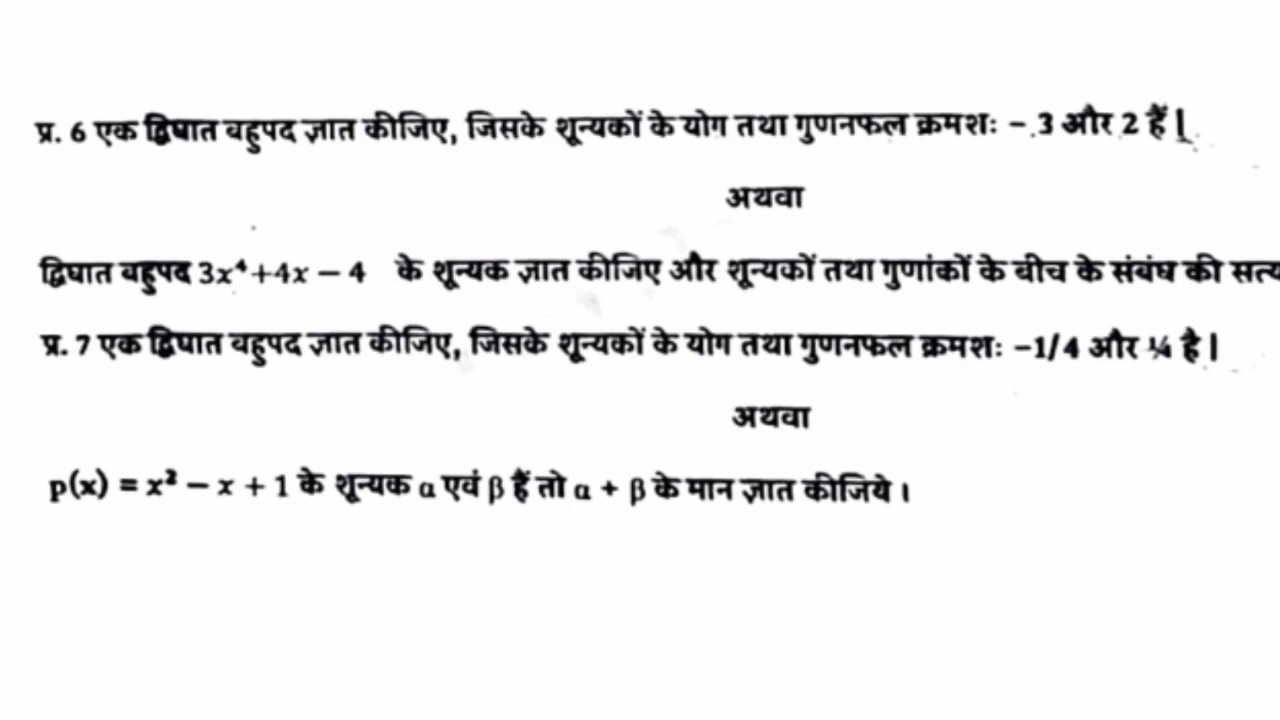 प्र. 6 एक द्विघात बहुपद ज्ञात कीजिए, जिसके शून्यकों के योग तथा गुणनफल क्रमशः – 3 और 2 हैं |
अथवा
द्विघात बहुपद 3x⁴+4x − 4 के शून्यक ज्ञात कीजिए और शून्यकों तथा गुणांकों के बीच के संबंध की सत्य
प्र. 7 एक द्विघात बहुपद ज्ञात कीजिए, जिसके शून्यकों के योग तथा गुणनफल क्रमशः −1/4 और ¼ है |
अथवा
p(x) = x² − x + 1 के शून्यक α एवं β हैं तो α + β के मान ज्ञात कीजिये ।